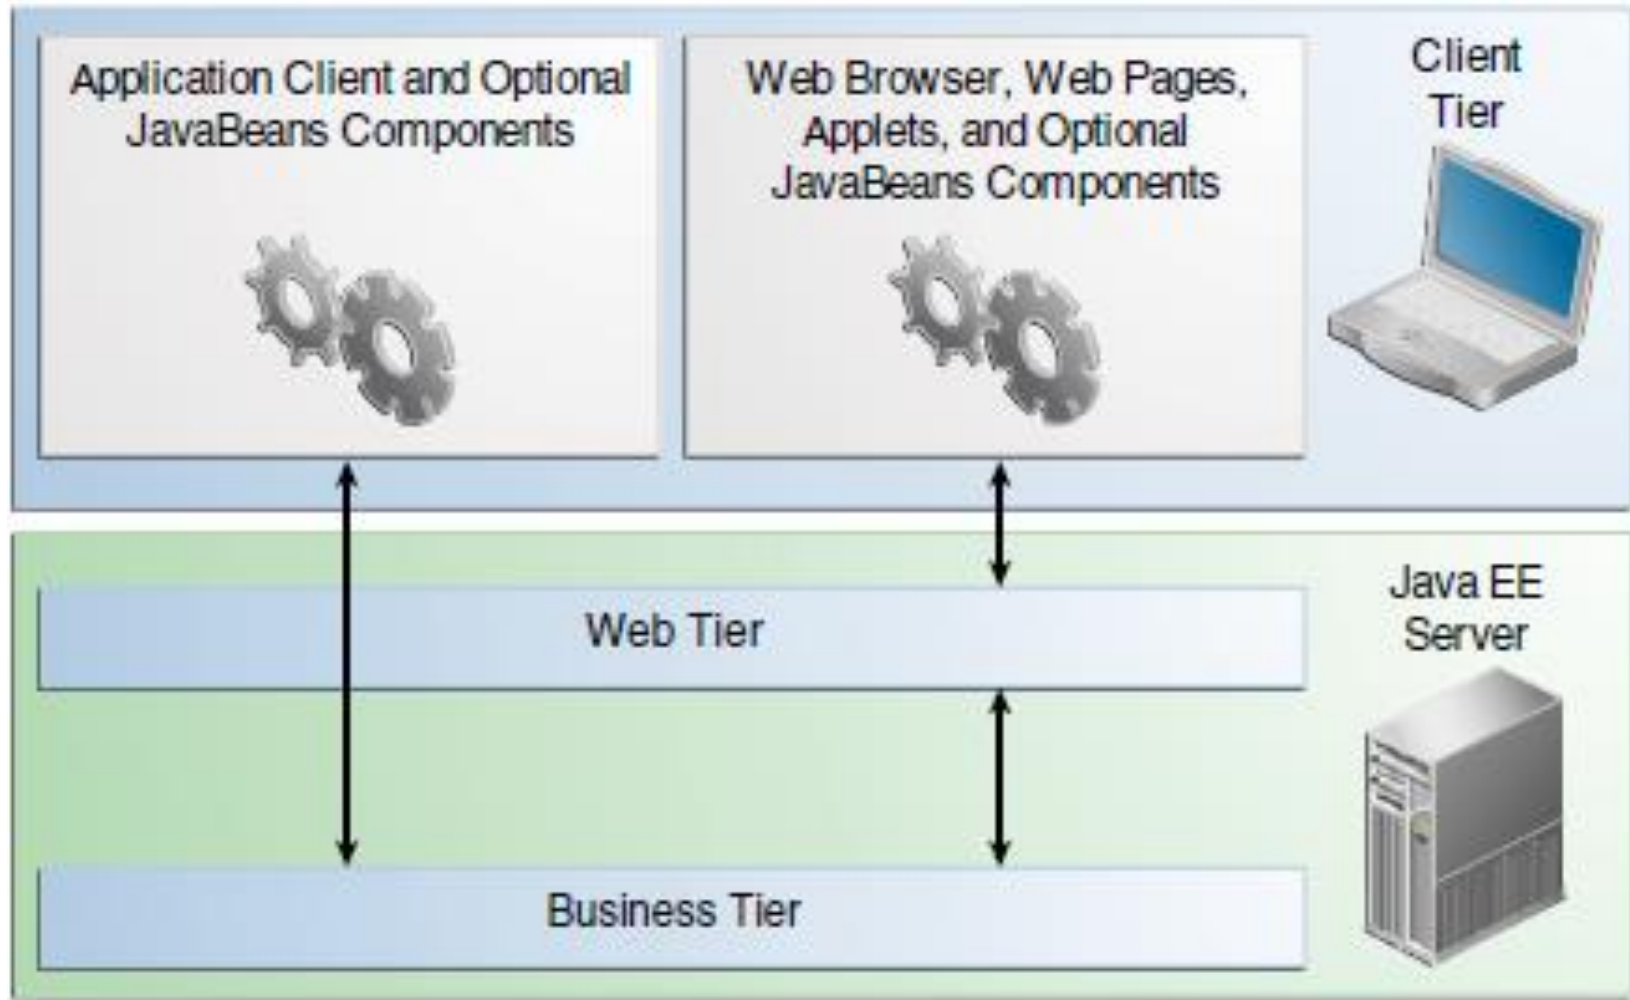 Application Client and Optional
JavaBeans Components
Web Browser, Web Pages,
Applets, and Optional
JavaBeans Components
Client
Tier
Web Tier
Java EE
Server
Business Tier